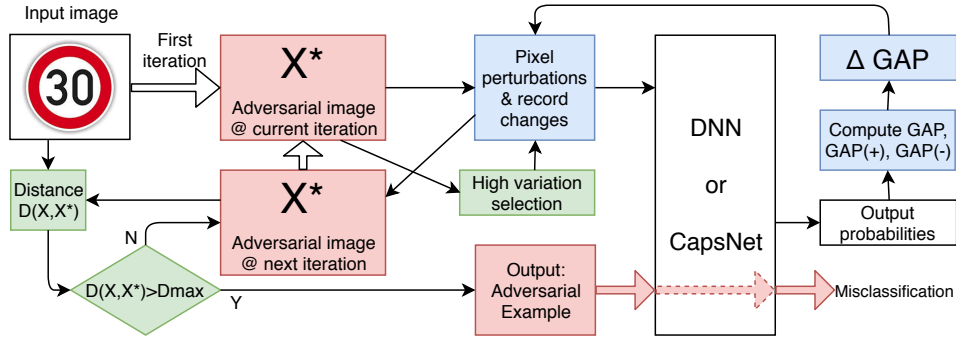 Input image
30
First
iteration
X*
Adversarial image
@ current iteration
Pixel
perturbations
& record
changes
Δ GAP
Compute GAP,
GAP(+), GAP(-)
DNN
or
CapsNet
Distance
D(X,X*)
X*
Adversarial image
@ next iteration
High variation
selection
Output
probabilities
N
D(X,X*)>Dmax
Y
Output:
Adversarial
Example
Misclassification